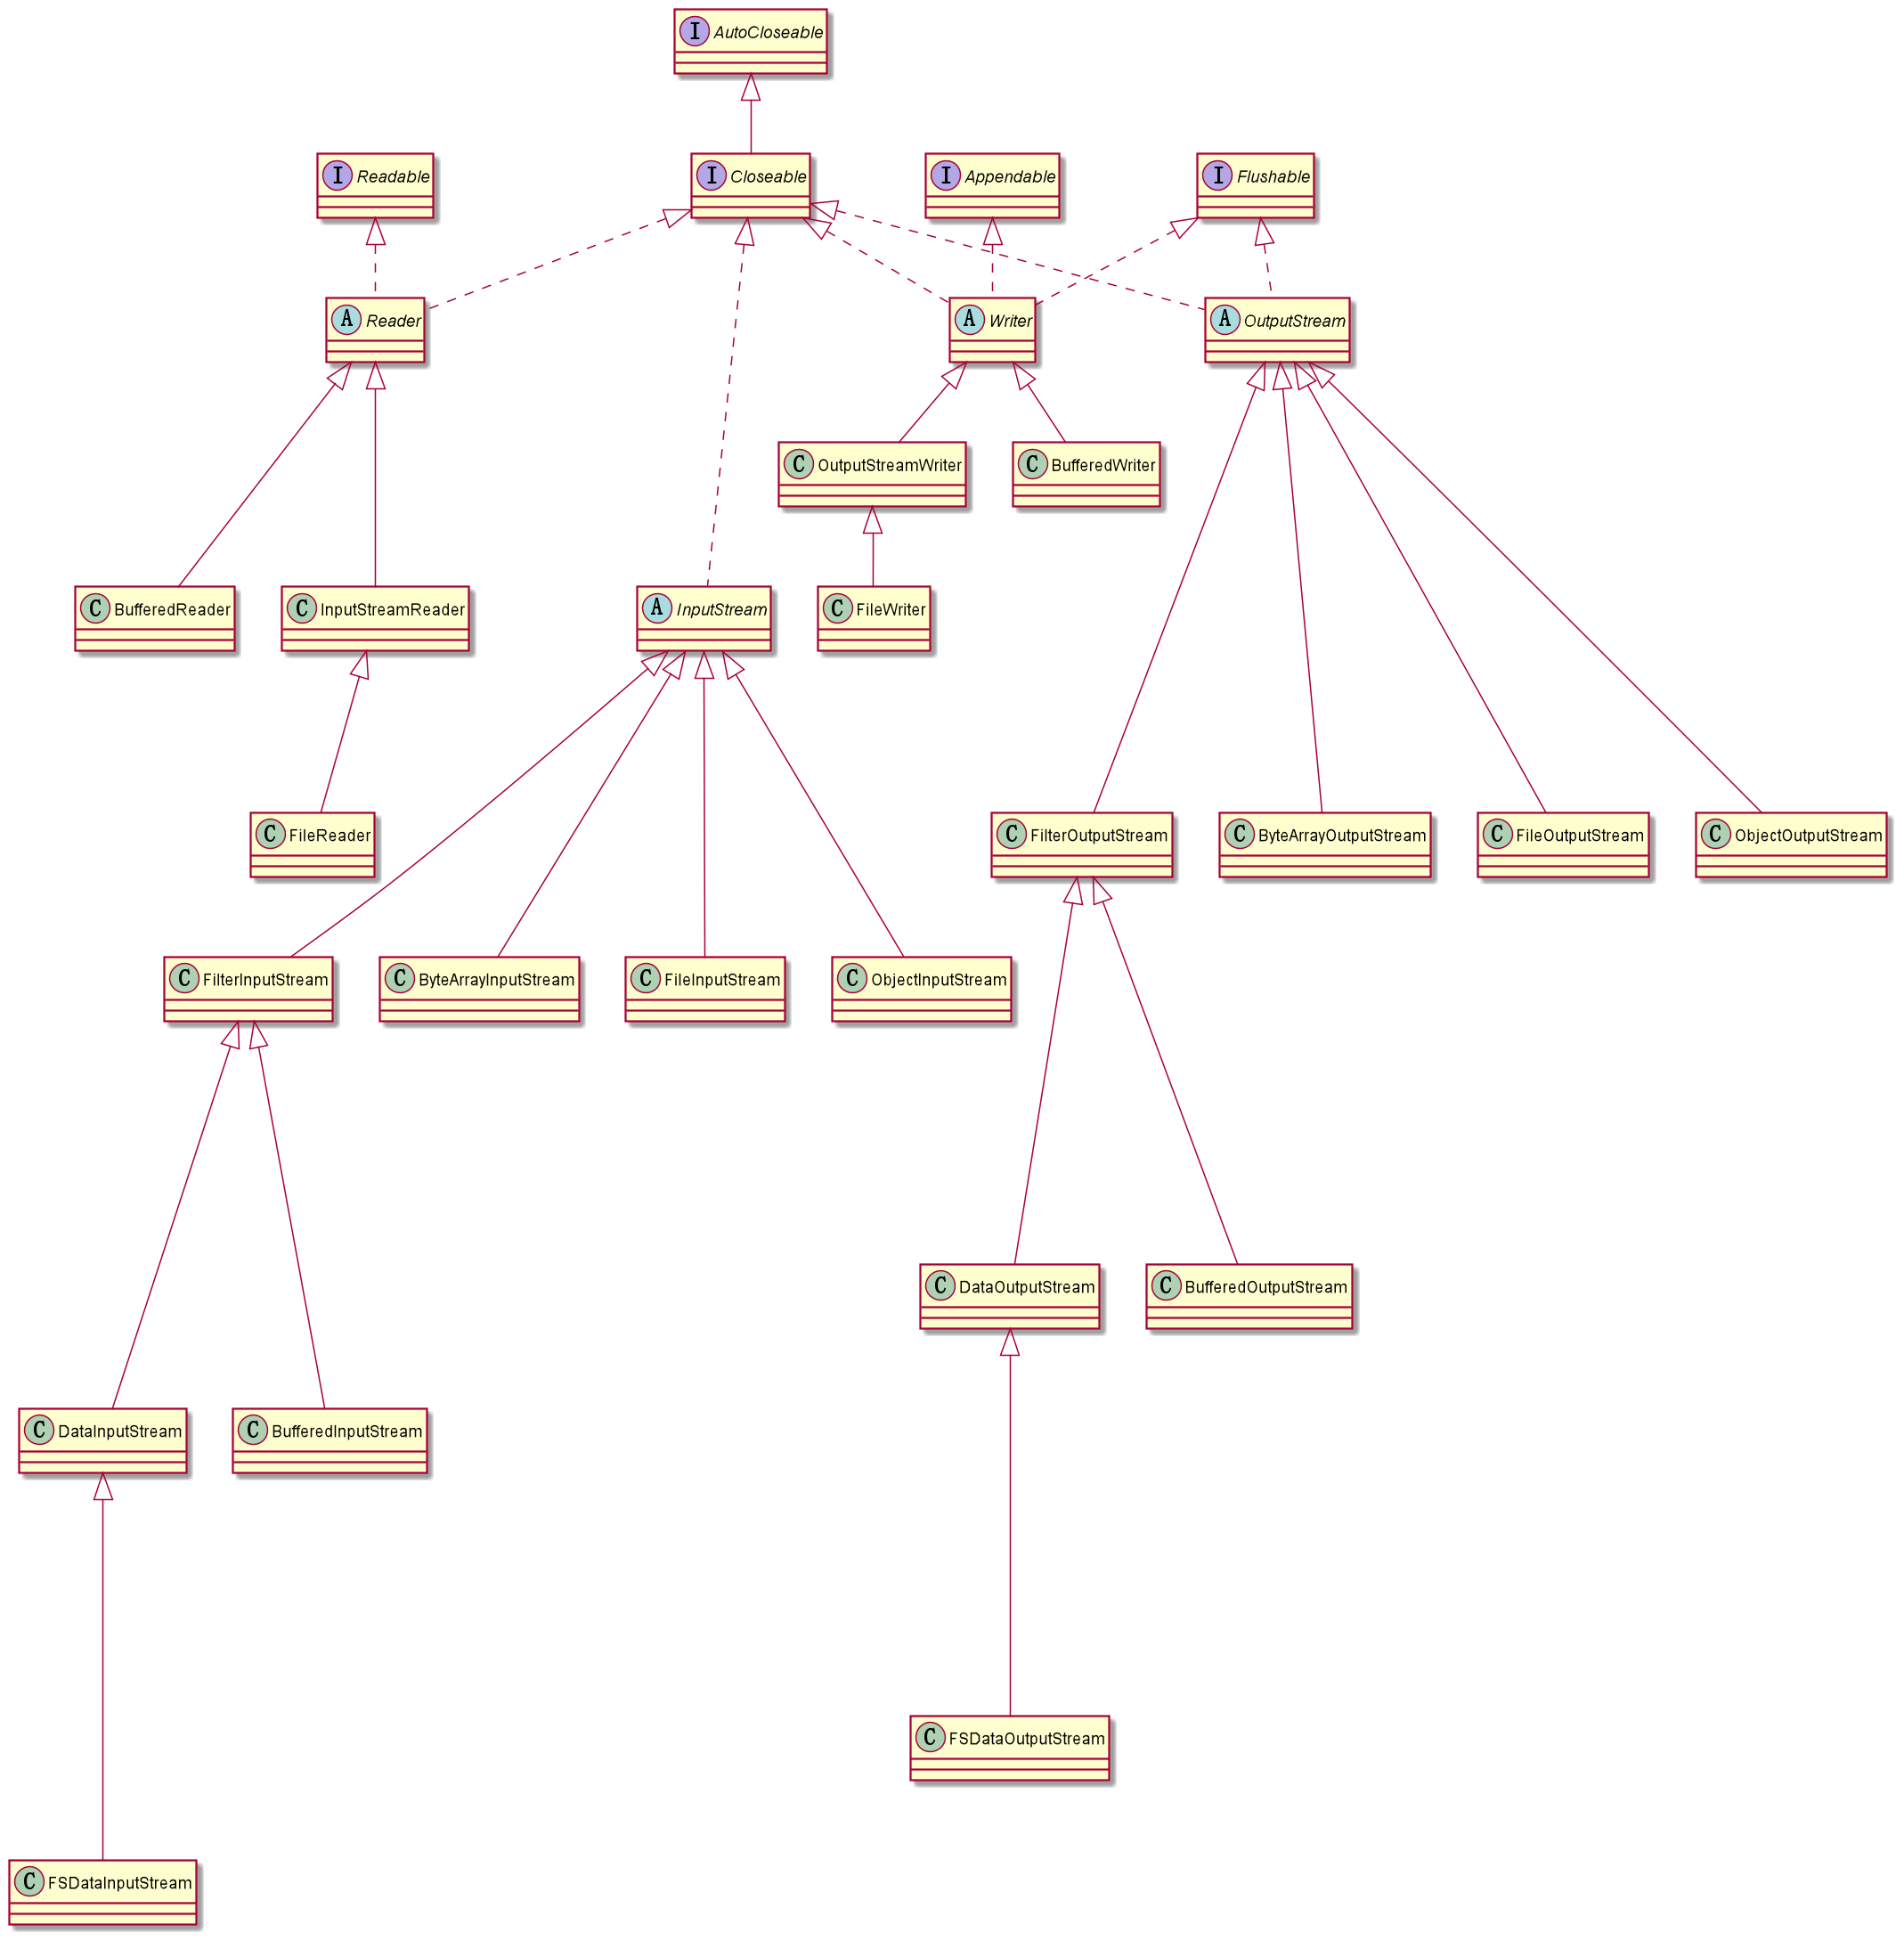 I AutoCloseable
I Readable
I Closeable
I Appendable
I Flushable
A Reader
A Writer
A OutputStream
C OutputStreamWriter
C BufferedWriter
C BufferedReader
C InputStreamReader
A InputStream
C FileWriter
C FileReader
C FilterOutputStream
C ByteArrayOutputStream
C FileOutputStream
C ObjectOutputStream
C FilterInputStream
C ByteArrayInputStream
C FileInputStream
C ObjectInputStream
C DataOutputStream
C BufferedOutputStream
C DataInputStream
C BufferedInputStream
C FSDataOutputStream
C FSDataInputStream